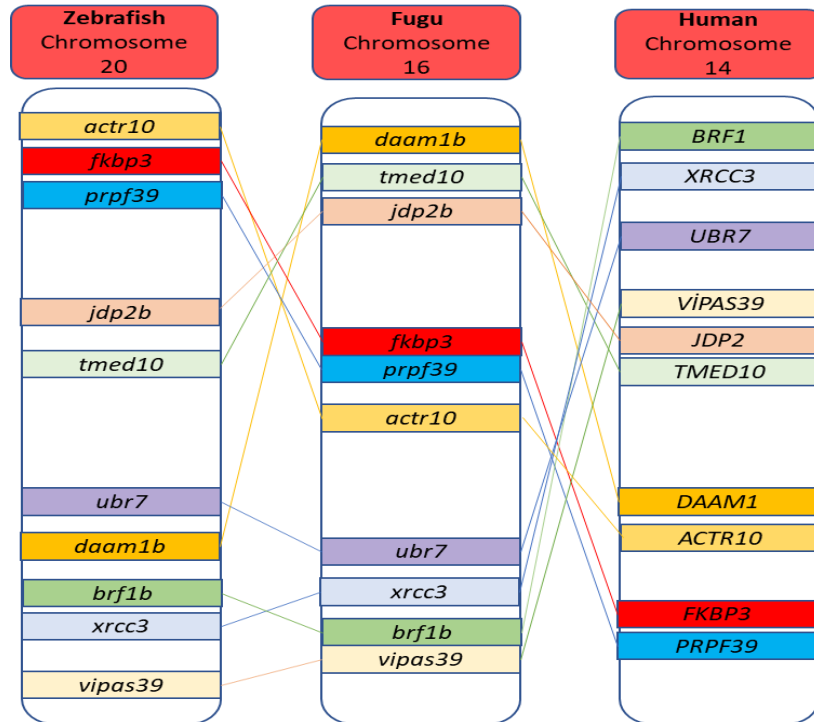 Zebrafish
Chromosome
20
actr10
fkbp3
prpf39
jdp2b
tmed10
ubr7
daam1b
brf1b
xrcc3
vipas39
Fugu
Chromosome
16
daam1b
tmed10
jdp2b
fkbp3
prpf39
actr10
ubr7
xrcc3
brf1b
vipas39
Human
Chromosome
14
BRF1
XRCC3
UBR7
VİPAS39
JDP2
TMED10
DAAM1
ACTR10
FKBP3
PRPF39